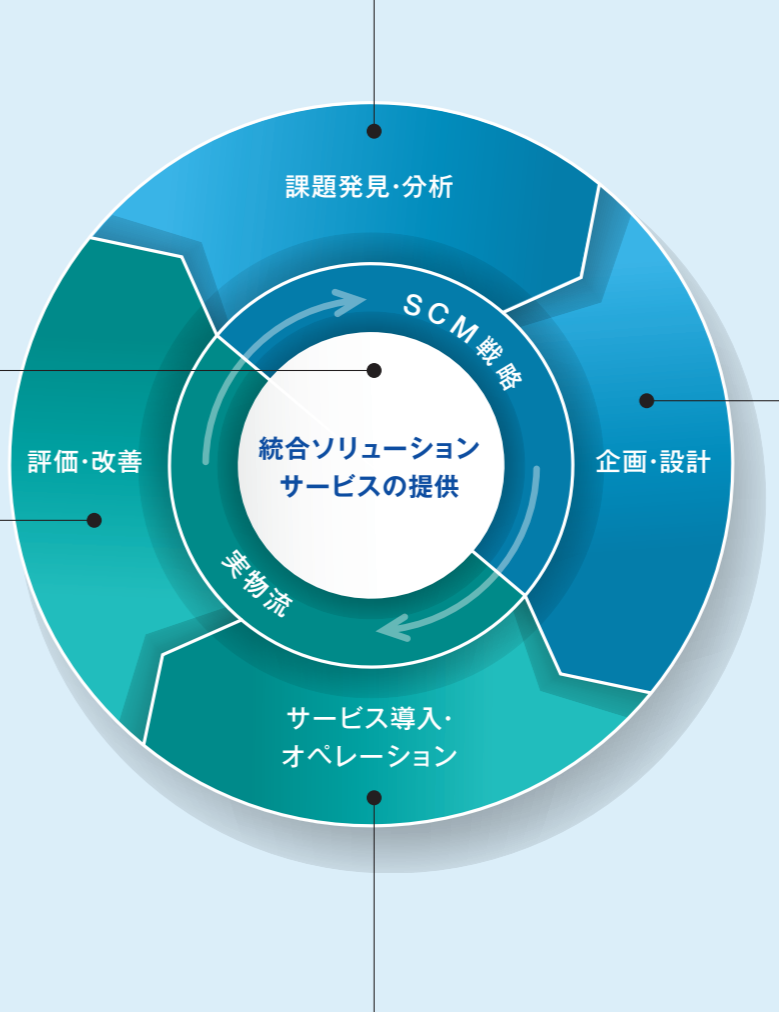 課題発見・分析
SCM戦略
統合ソリューション
サービスの提供
評価・改善
企画・設計
実物流
サービス導入・
オペレーション